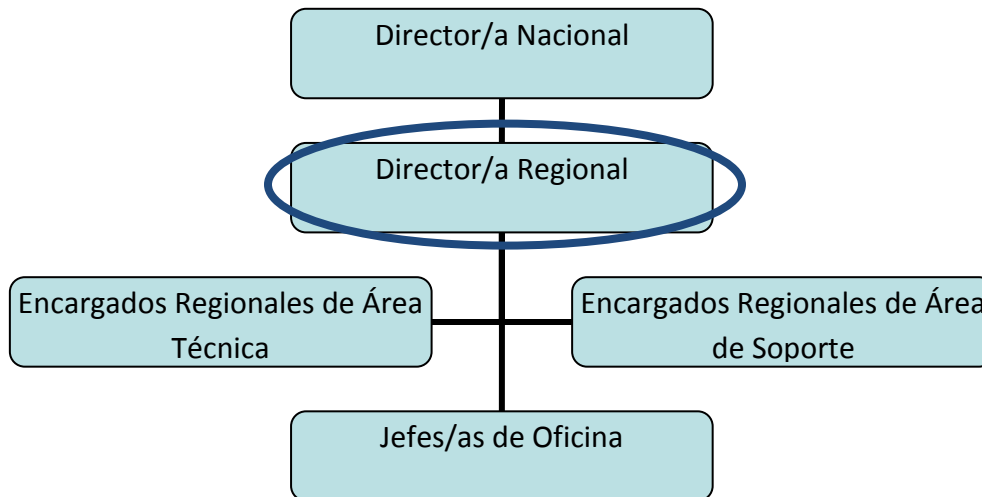 Director/a Nacional
Director/a Regional
Encargados Regionales de Área
Técnica
Encargados Regionales de Área
de Soporte
Jefes/as de Oficina